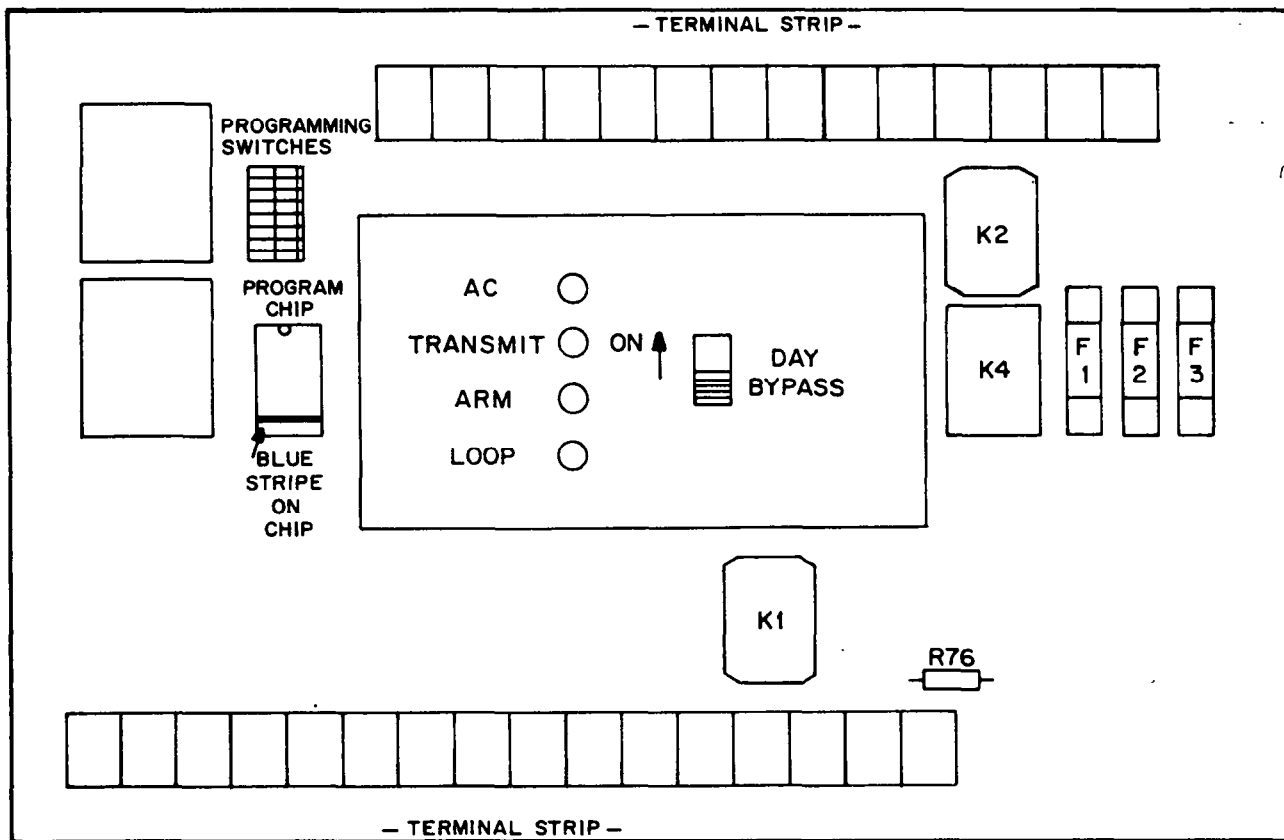 – TERMINAL STRIP –
PROGRAMMING
SWITCHES
K2
PROGRAM
CHIP
AC
TRANSMIT
ON
DAY
BYPASS
ARM
LOOP
K4
F
1
F
2
F
3
BLUE
STRIPE
ON
CHIP
K1
R76
– TERMINAL STRIP –